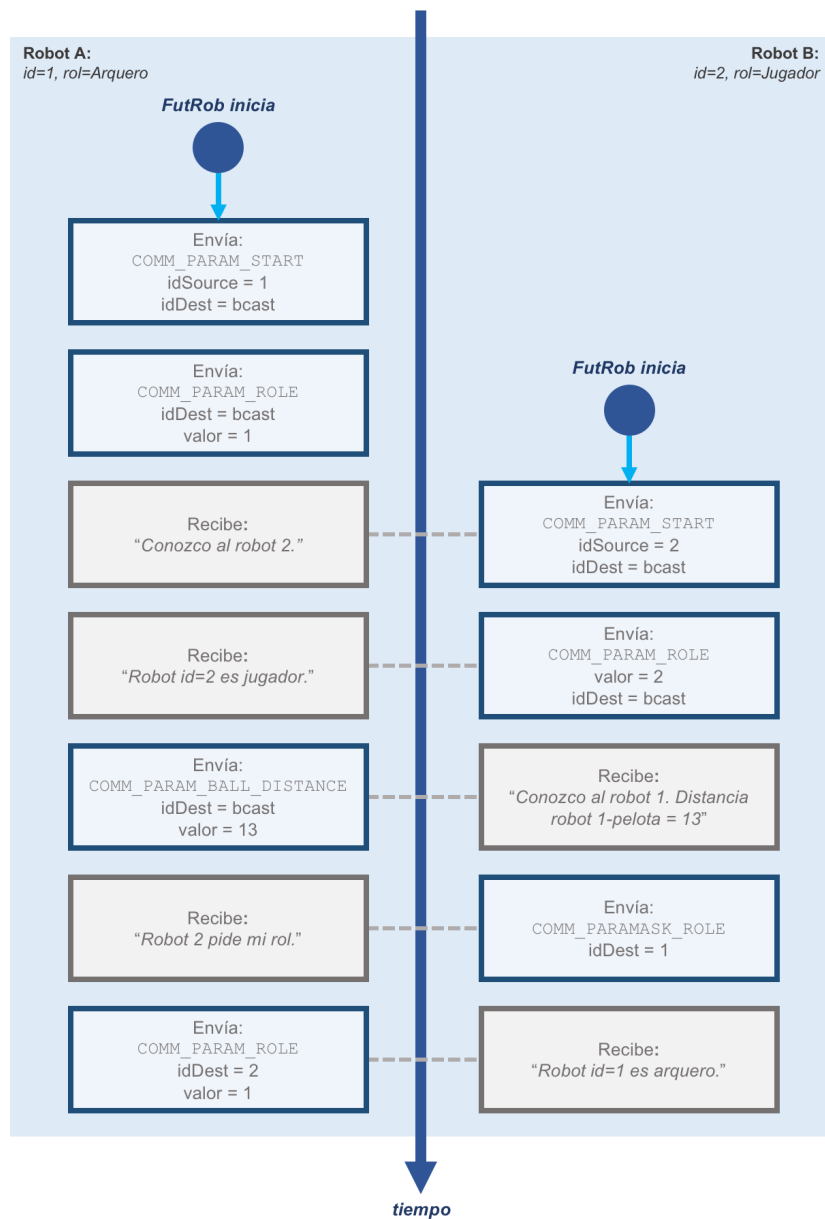 Robot A:
id=1, rol=Arquero
Robot B:
id=2, rol=Jugador
FutRob inicia
Envía:
COMM_PARAM_START
idSource = 1
idDest = bcast
Envía:
COMM_PARAM_ROLE
idDest = bcast
valor = 1
FutRob inicia
Recibe:
“Conozco al robot 2.”
Envía:
COMM_PARAM_START
idSource = 2
idDest = bcast
Recibe:
“Robot id=2 es jugador.”
Envía:
COMM_PARAM_ROLE
valor = 2
idDest = bcast
Envía:
COMM_PARAM_BALL_DISTANCE
idDest = bcast
valor = 13
Recibe:
“Conozco al robot 1. Distancia
robot 1-pelota = 13”
Recibe:
“Robot 2 pide mi rol.”
Envía:
COMM_PARAMASK_ROLE
idDest = 1
Envía:
COMM_PARAM_ROLE
idDest = 2
valor = 1
Recibe:
“Robot id=1 es arquero.”
tiempo